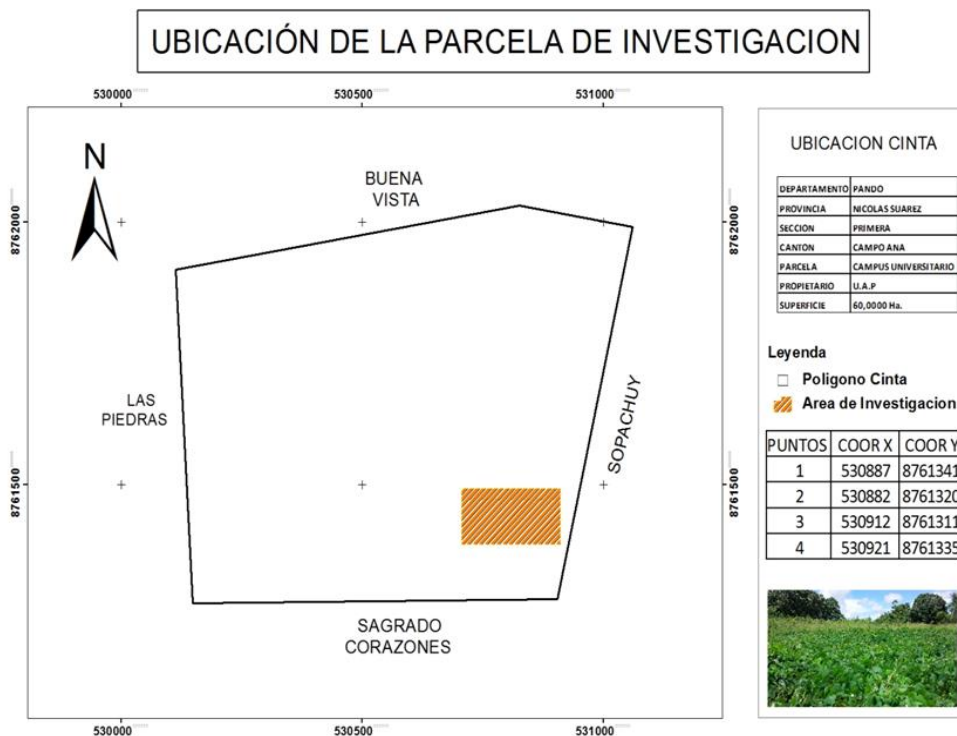 UBICACIÓN DE LA PARCELA DE INVESTIGACION
530000 530500 531000
N
BUENA
VISTA
8762000
8762000
LAS
PIEDRAS
SOPACHUY
8761500
8761500
SAGRADO
CORAZONES
530000 530500 531000
UBICACION CINTA
DEPARTAMENTO PANDO
PROVINCIA NICOLAS SUAREZ
SECCION PRIMERA
CANTON CAMPO ANA
PARCELA CAMPUS UNIVERSITARIO
PROPIETARIO U.A.P
SUPERFICIE 60,0000 Ha.
Leyenda
Poligono Cinta
Area de Investigacion
PUNTOS COOR X COOR Y
1 530887 8761341
2 530882 8761320
3 530912 8761311
4 530921 8761335